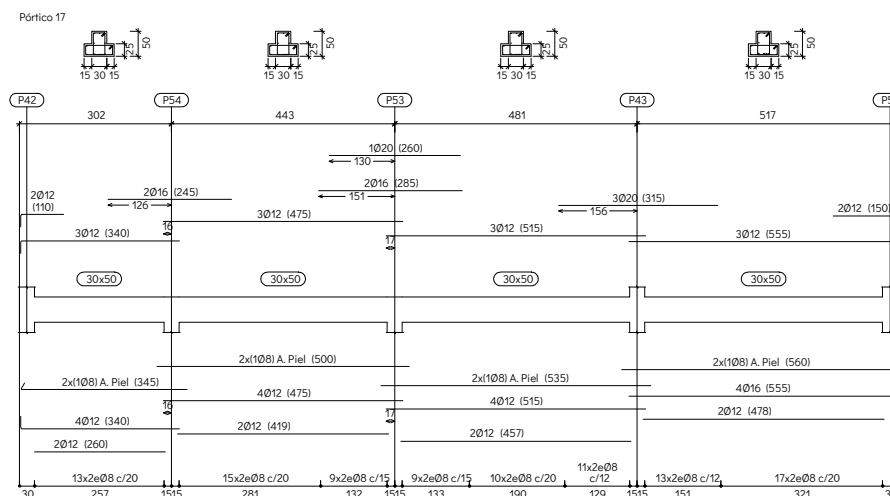 Pórtico 17
25 50 25 50 25 50 25 50
15 30 15 15 30 15 15 30 15 15 30 15
P42 P54 P53 P43
302 443 481 517
1Ø20 (260)
130
2Ø12 (110) 2Ø16 (245) 2Ø16 (285) 3Ø20 (315) 2Ø12 (150)
126 151 156
3Ø12 (475)
16
3Ø12 (340) 3Ø12 (515) 3Ø12 (555)
17
30x50 30x50 30x50 30x50
2x(1Ø8) A. Piel (500) 2x(1Ø8) A. Piel (560)
2x(1Ø8) A. Piel (345) 2x(1Ø8) A. Piel (535)
4Ø12 (475) 4Ø16 (555)
16
4Ø12 (515)
17
4Ø12 (340) 2Ø12 (419) 2Ø12 (478)
2Ø12 (260) 2Ø12 (457)
13x2eØ8 c/20 15x2eØ8 c/20 9x2eØ8 c/15 9x2eØ8 c/15 10x2eØ8 c/20 11x2eØ8 c/12 13x2eØ8 c/12 17x2eØ8 c/20
30 257 1515 281 132 1515 133 190 129 1515 151 321